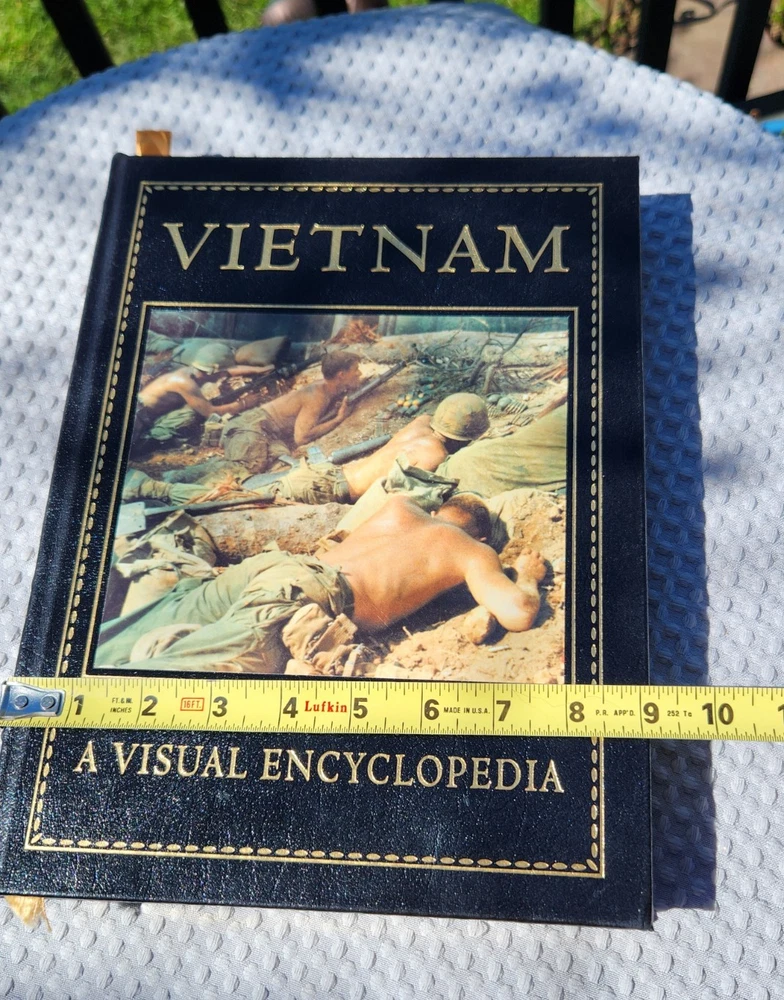 VIETNAM
1 FT. & IN. INCHES 2 16FT. 3 4 Lufkin 5 6 MADE IN U.S.A. 7 8 P.R. APP'D. 9 252 Ts 10
A VISUAL ENCYCLOPEDIA